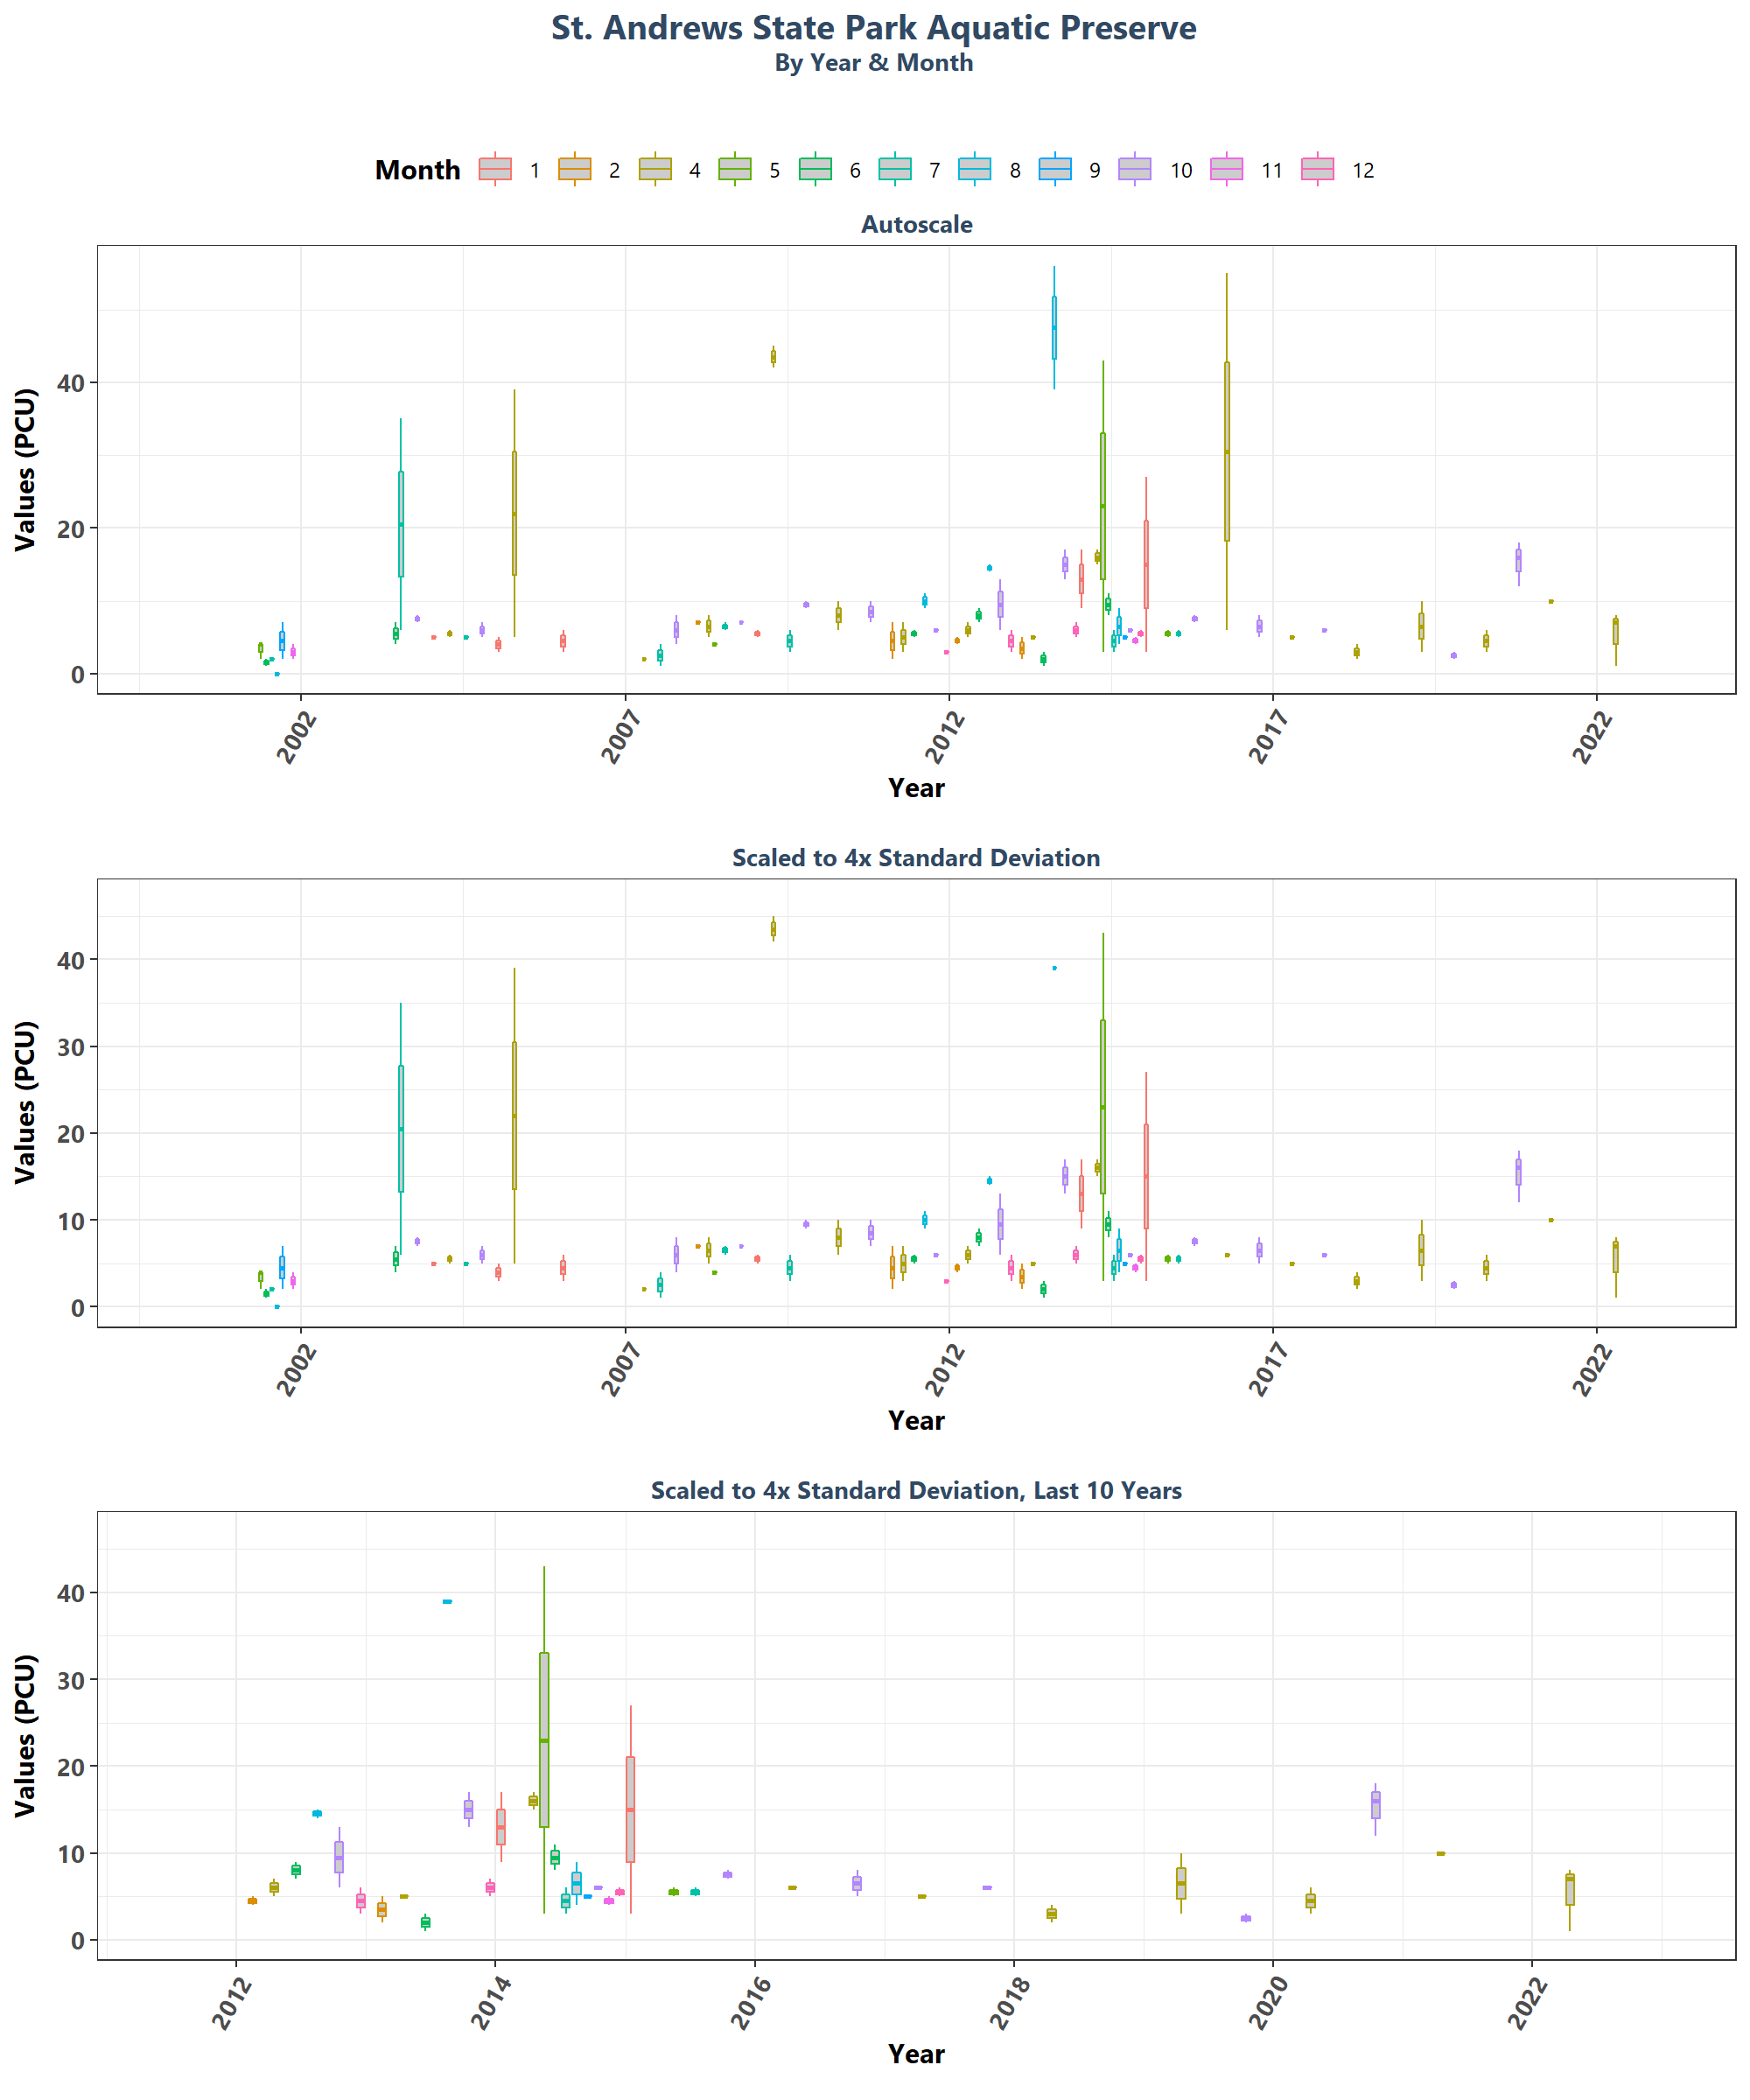 St. Andrews State Park Aquatic Preserve
By Year & Month
Month 1 2 4 5 6 7 8 9 10 11 12
Autoscale
Values (PCU)
40
20
0
2002 2007 2012 2017 2022
Year
Scaled to 4x Standard Deviation
Values (PCU)
40
30
20
10
0
2002 2007 2012 2017 2022
Year
Scaled to 4x Standard Deviation, Last 10 Years
Values (PCU)
40
30
20
10
0
2012 2014 2016 2018 2020 2022
Year